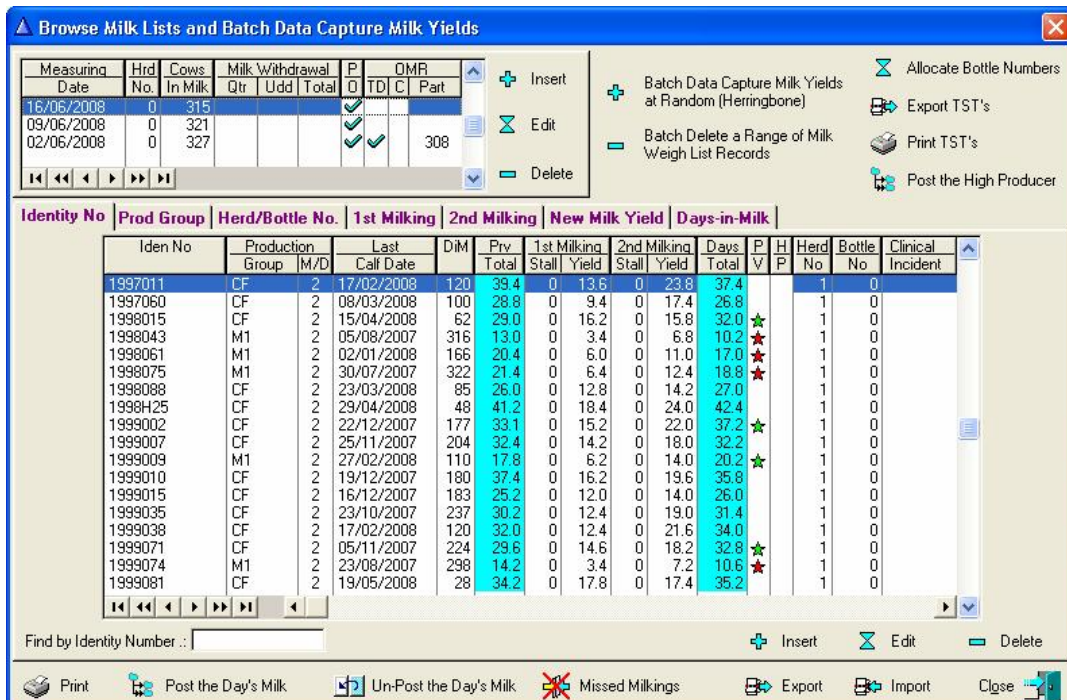 Browse Milk Lists and Batch Data Capture Milk Yields
Measuring Date Hrd No. Cows In Milk Milk Withdrawal Qtr Udd Total P O OMR TD C Part
16/06/2008 0 315
09/06/2008 0 321
02/06/2008 0 327 308
Insert
Edit
Delete
Batch Data Capture Milk Yields
at Random (Herringbone)
Batch Delete a Range of Milk
Weigh List Records
Allocate Bottle Numbers
Export TST's
Print TST's
Post the High Producer
Identity No Prod Group Herd/Bottle No. 1st Milking 2nd Milking New Milk Yield Days-in-Milk
Iden No Production Last DiM Prv 1st Milking 2nd Milking Days P H Herd Bottle Clinical
Group M/D Calf Date Total Stall Yield Stall Yield Total V P No No Incident
1997011 CF 2 17/02/2008 120 39.4 0 13.6 0 23.8 37.4 1 0
1997060 CF 2 08/03/2008 100 28.8 0 9.4 0 17.4 26.8 1 0
1998015 CF 2 15/04/2008 62 29.0 0 16.2 0 15.8 32.0 1 0
1998043 M1 2 05/08/2007 316 13.0 0 3.4 0 6.8 10.2 1 0
1998061 CF 2 02/01/2008 166 20.4 0 6.0 0 11.0 17.0 1 0
1998075 M1 2 30/07/2007 322 21.4 0 6.4 0 12.4 18.8 1 0
1998088 CF 2 23/03/2008 85 26.0 0 12.8 0 14.2 27.0 1 0
1998H25 CF 2 29/04/2008 48 41.2 0 18.4 0 24.0 42.4 1 0
1999002 CF 2 22/12/2007 177 33.1 0 15.2 0 22.0 37.2 1 0
1999007 CF 2 25/11/2007 204 32.4 0 14.2 0 18.0 32.2 1 0
1999009 M1 2 27/02/2008 110 17.8 0 6.2 0 14.0 20.2 1 0
1999010 CF 2 19/12/2007 180 37.4 0 16.2 0 19.6 35.8 1 0
1999015 CF 2 16/12/2007 183 25.2 0 12.0 0 14.0 26.0 1 0
1999035 CF 2 23/10/2007 237 30.2 0 12.4 0 19.0 31.4 1 0
1999038 CF 2 17/02/2008 120 32.0 0 12.4 0 21.6 34.0 1 0
1999071 CF 2 05/11/2007 224 29.6 0 14.6 0 18.2 32.8 1 0
1999074 M1 2 23/08/2007 298 14.2 0 3.4 0 7.2 10.6 1 0
1999081 CF 2 19/05/2008 28 34.2 0 17.8 0 17.4 35.2 1 0
Find by Identity Number .: Insert Edit Delete
Print Post the Day's Milk Un-Post the Day's Milk Missed Milkings Export Import Close